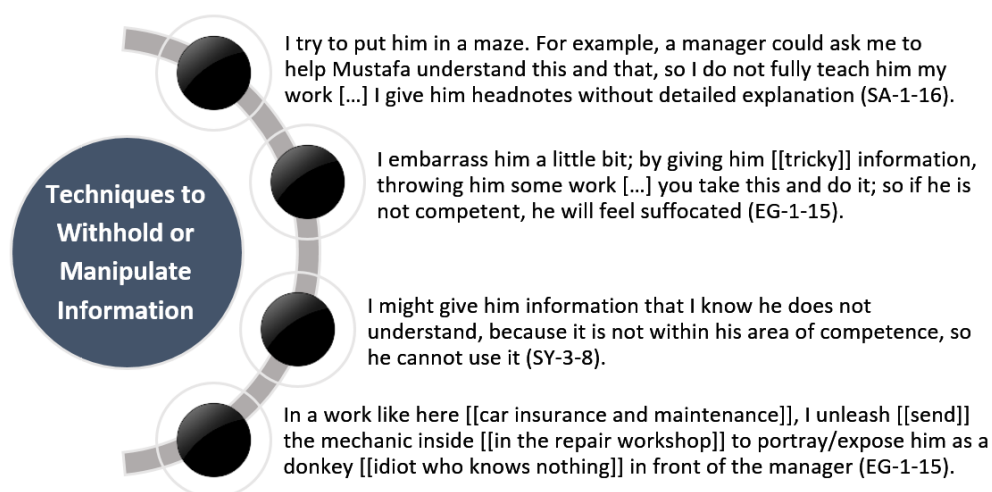 Techniques to
Withhold or
Manipulate
Information
I try to put him in a maze. For example, a manager could ask me to
help Mustafa understand this and that, so I do not fully teach him my
work […] I give him headnotes without detailed explanation (SA-1-16).
I embarrass him a little bit; by giving him [[tricky]] information,
throwing him some work […] you take this and do it; so if he is
not competent, he will feel suffocated (EG-1-15).
I might give him information that I know he does not
understand, because it is not within his area of competence, so
he cannot use it (SY-3-8).
In a work like here [[car insurance and maintenance]], I unleash [[send]]
the mechanic inside [[in the repair workshop]] to portray/expose him as a
donkey [[idiot who knows nothing]] in front of the manager (EG-1-15).